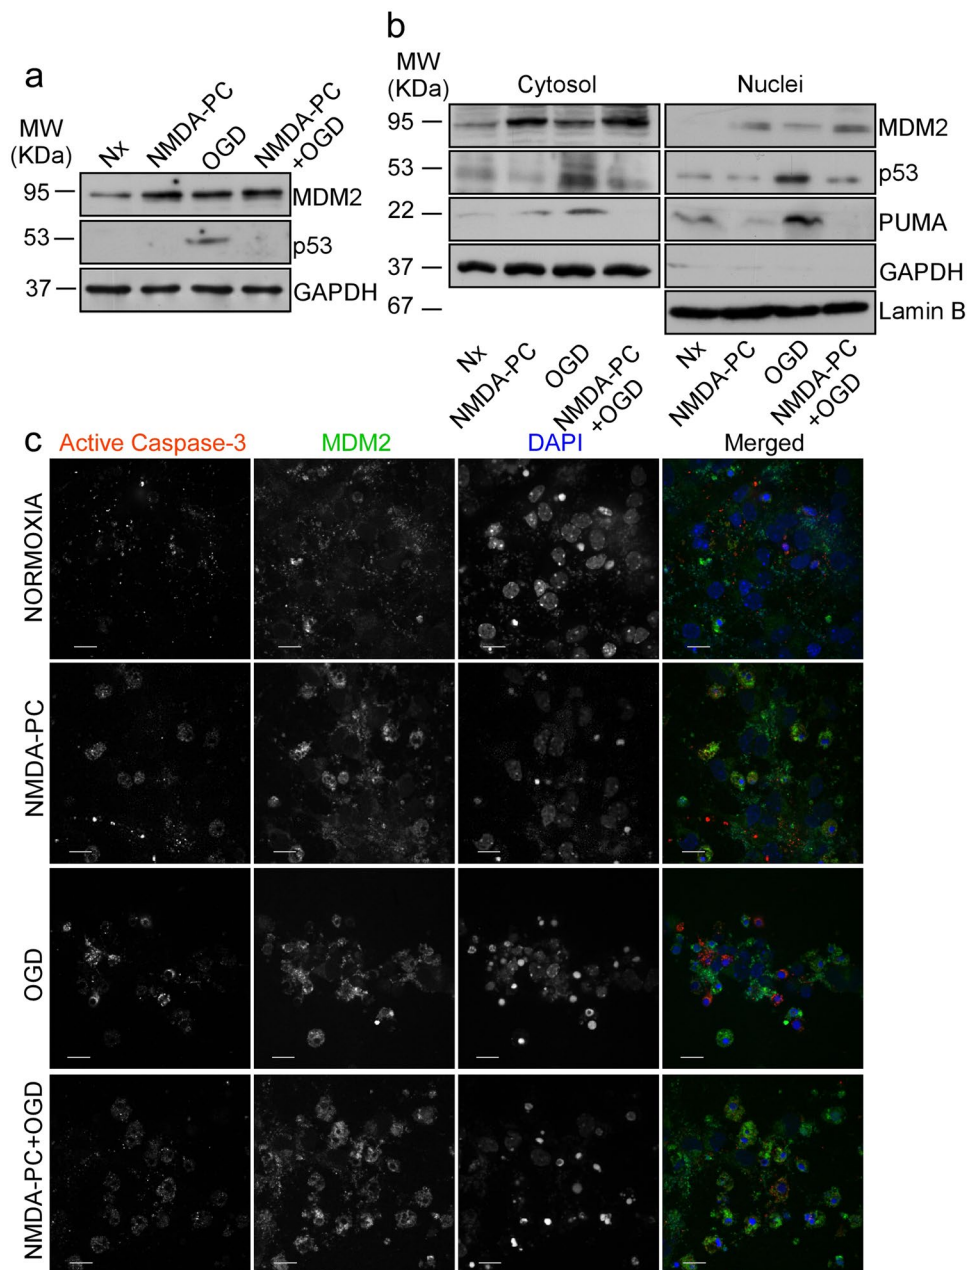 a
MW
(KDa)
Nx
NMDA-PC
OGD
NMDA-PC
+OGD
95
MDM2
53
p53
37
GAPDH
b
MW
(KDa)
Cytosol
Nuclei
95
MDM2
53
p53
22
PUMA
37
GAPDH
67
Lamin B
Nx
NMDA-PC
OGD
NMDA-PC
+OGD
Nx
NMDA-PC
OGD
NMDA-PC
+OGD
c
Active Caspase-3
MDM2
DAPI
Merged
NORMOXIA
NMDA-PC
OGD
NMDA-PC+OGD